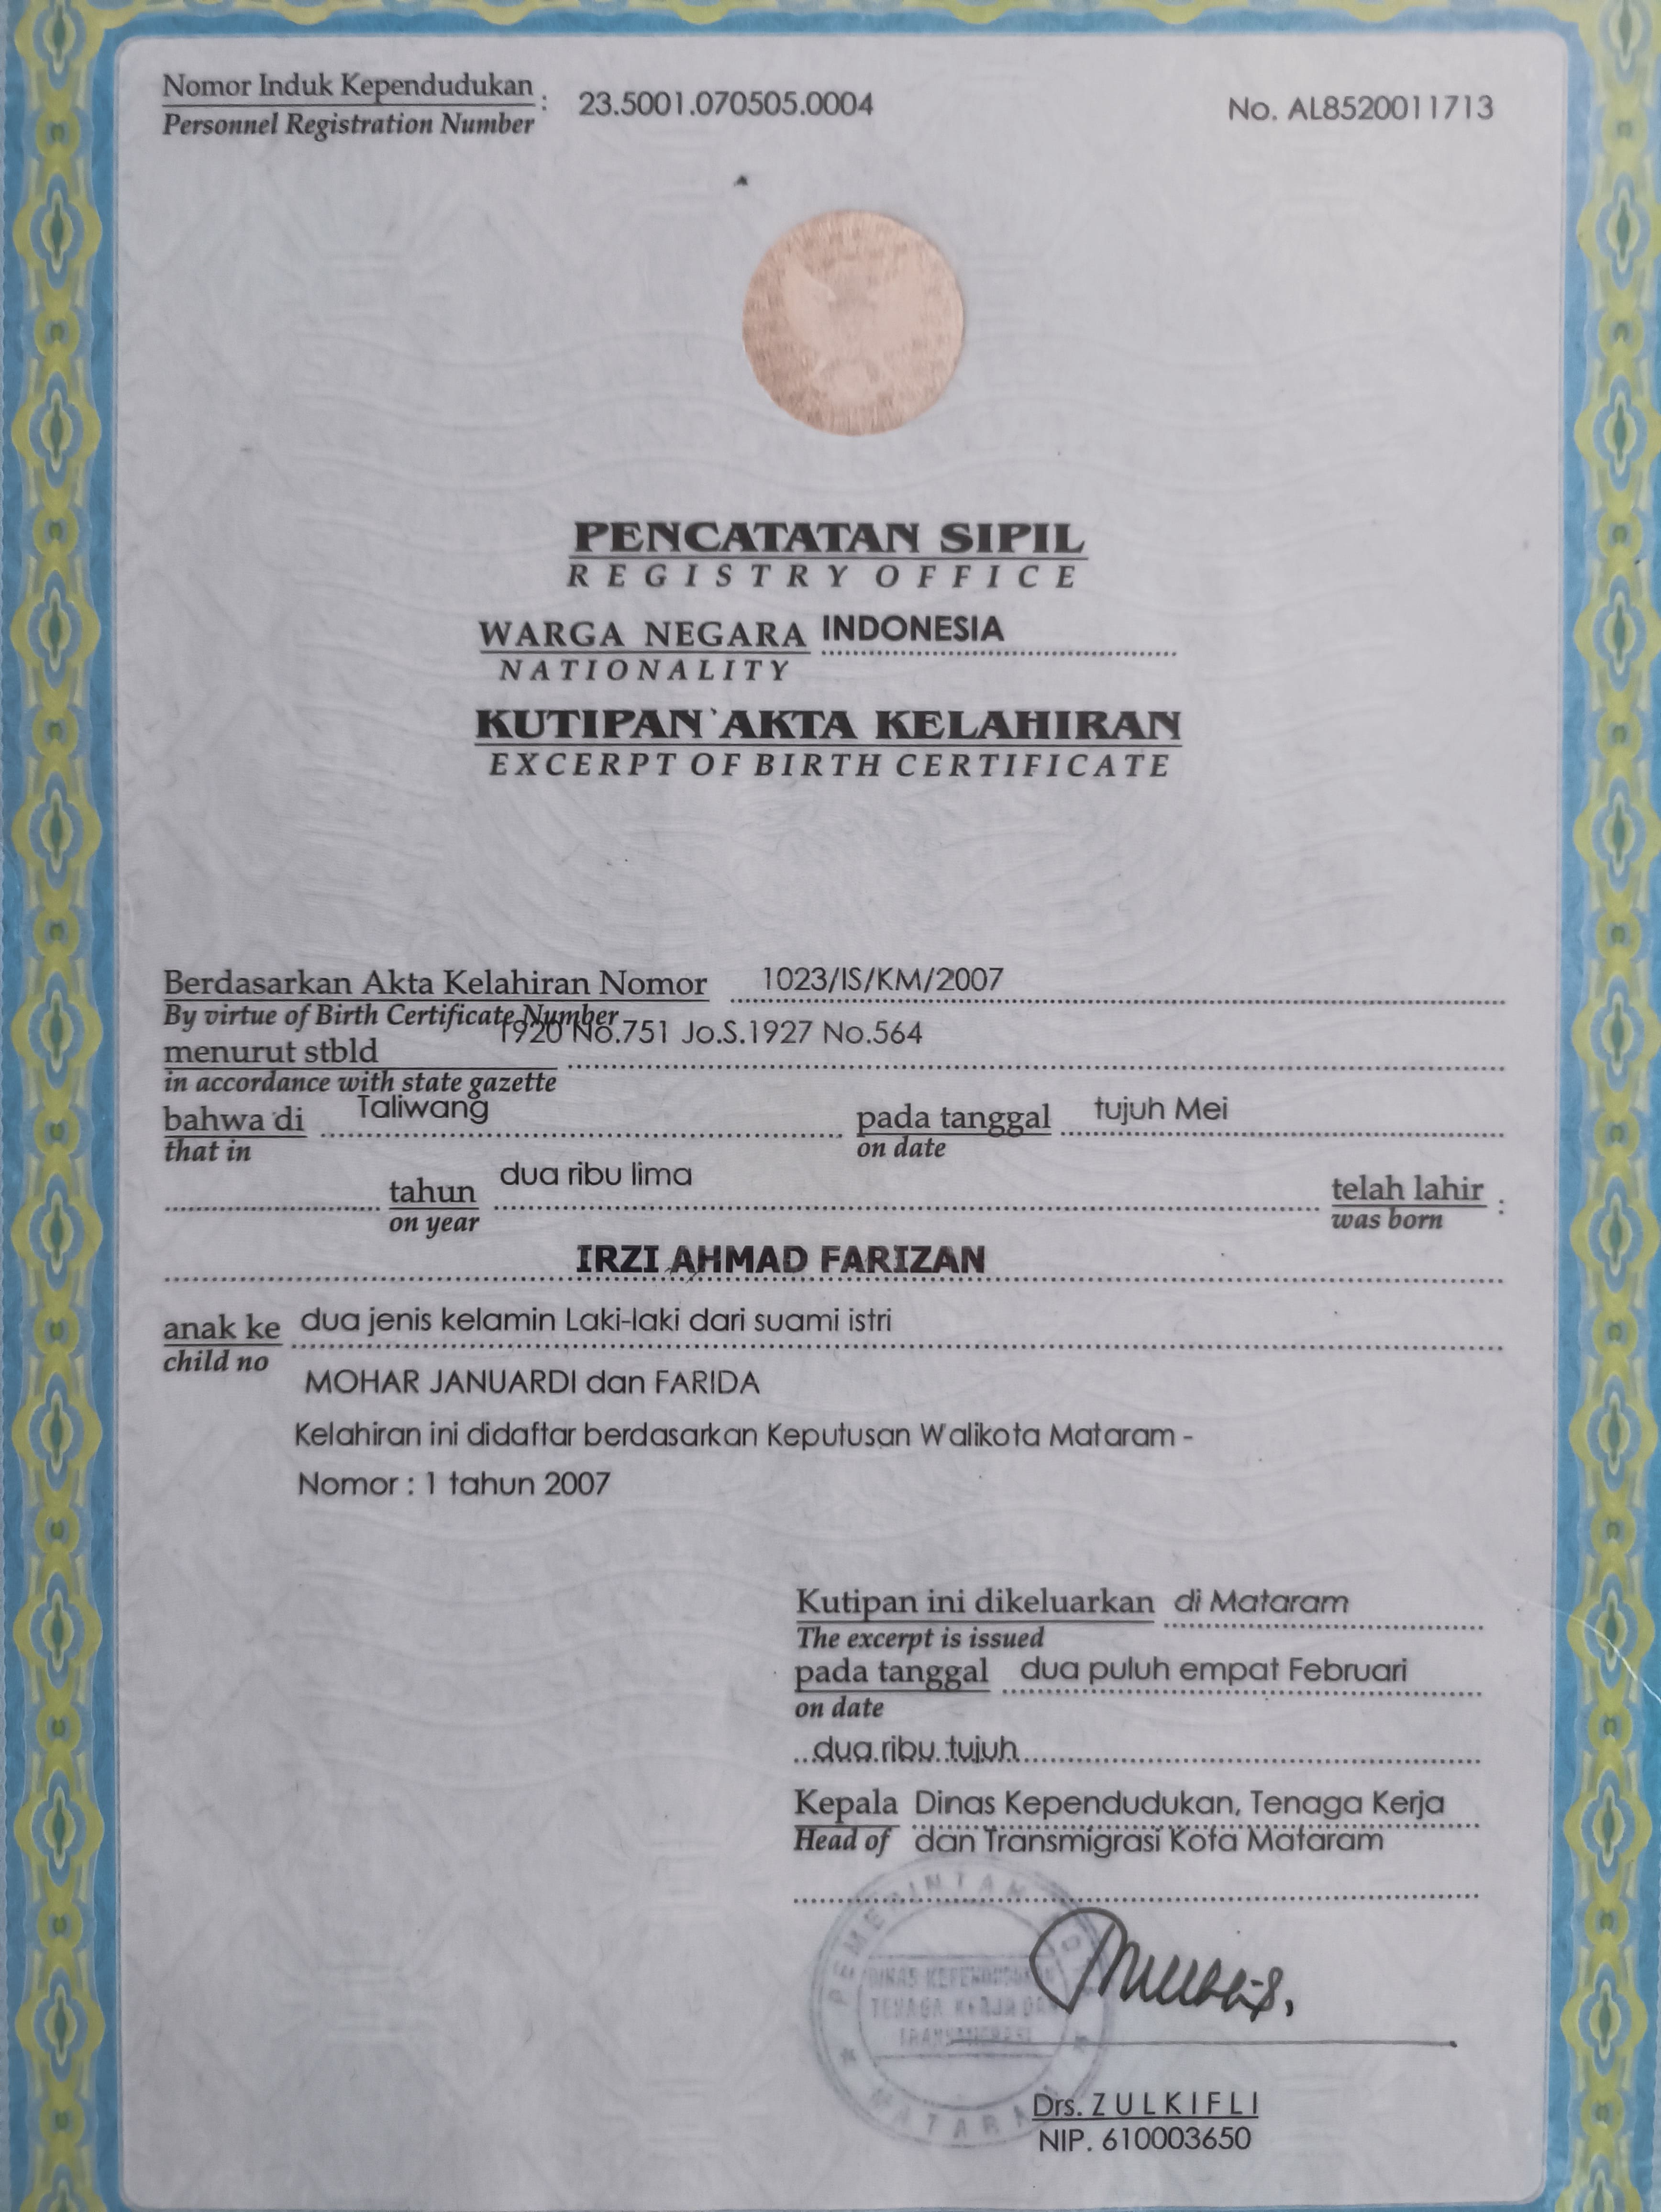 Nomor Induk Kependudukan : 23.5001.070505.0004 No. AL8520011713
Personnel Registration Number
PENCATATAN SIPIL
REGISTRY OFFICE
WARGA NEGARA INDONESIA
NATIONALITY
KUTIPAN AKTA KELAHIRAN
EXCERPT OF BIRTH CERTIFICATE
Berdasarkan Akta Kelahiran Nomor 1023/IS/KM/2007
By virtue of Birth Certificate Number
1920 No.751 Jo.S.1927 No.564
menurut stbld
in accordance with state gazette
bahwa di Taliwang pada tanggal tujuh Mei
that in on date
tahun dua ribu lima telah lahir :
on year was born
IRZI AHMAD FARIZAN
anak ke dua jenis kelamin Laki-laki dari suami istri
child no
MOHAR JANUARDI dan FARIDA
Kelahiran ini didaftar berdasarkan Keputusan Walikota Mataram -
Nomor : 1 tahun 2007
Kutipan ini dikeluarkan di Mataram
The excerpt is issued
pada tanggal dua puluh empat Februari
on date
dua ribu tujuh
Kepala Dinas Kependudukan, Tenaga Kerja
Head of dan Transmigrasi Kota Mataram
DINAS KEPENDUDUKAN
TENAGA KERJA DAN
TRANSMIGRASI
MATARAM
Drs. ZULKIFLI
NIP. 610003650